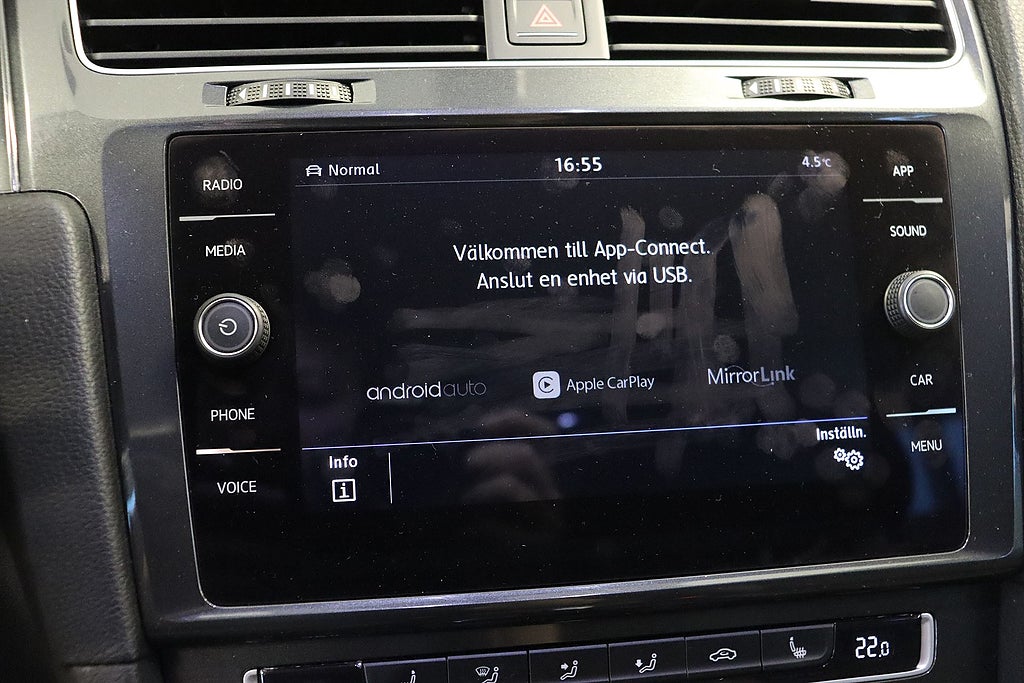 Normal 16:55 4.5°C
RADIO
MEDIA
PHONE
VOICE
Välkommen till App-Connect.
Anslut en enhet via USB.
androidauto Apple CarPlay MirrorLink
Info
i
Inställn.
APP
SOUND
CAR
MENU
22.0